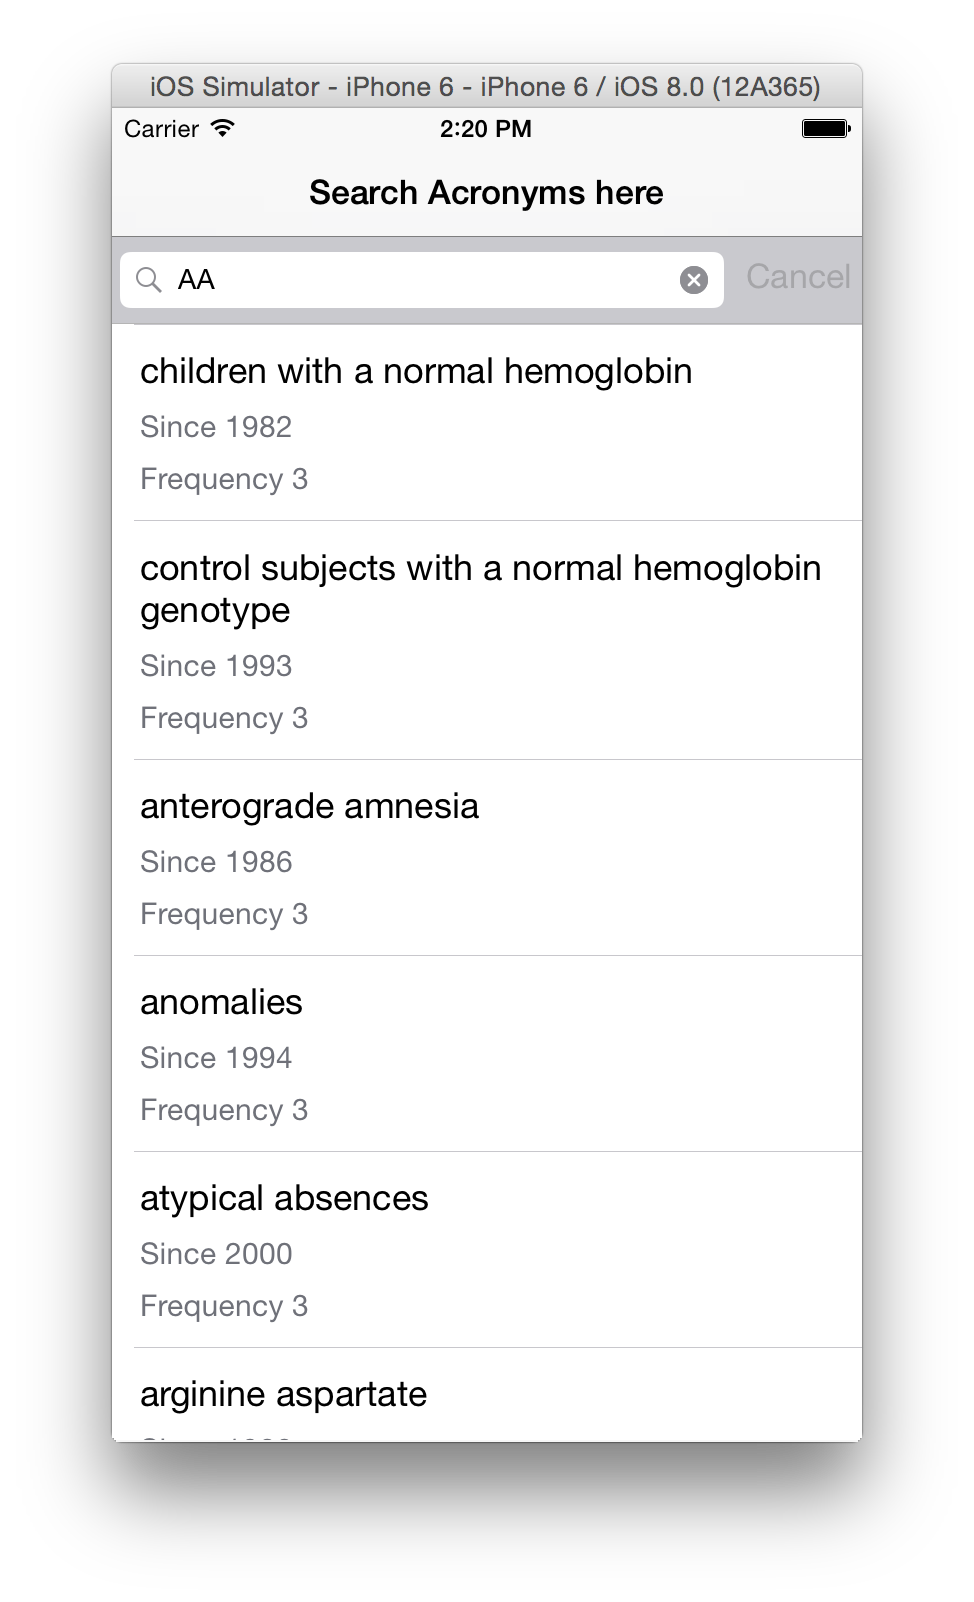 iOS Simulator - iPhone 6 - iPhone 6 / iOS 8.0 (12A365)
Carrier 2:20 PM
Search Acronyms here
AA Cancel
children with a normal hemoglobin
Since 1982
Frequency 3
control subjects with a normal hemoglobin
genotype
Since 1993
Frequency 3
anterograde amnesia
Since 1986
Frequency 3
anomalies
Since 1994
Frequency 3
atypical absences
Since 2000
Frequency 3
arginine aspartate